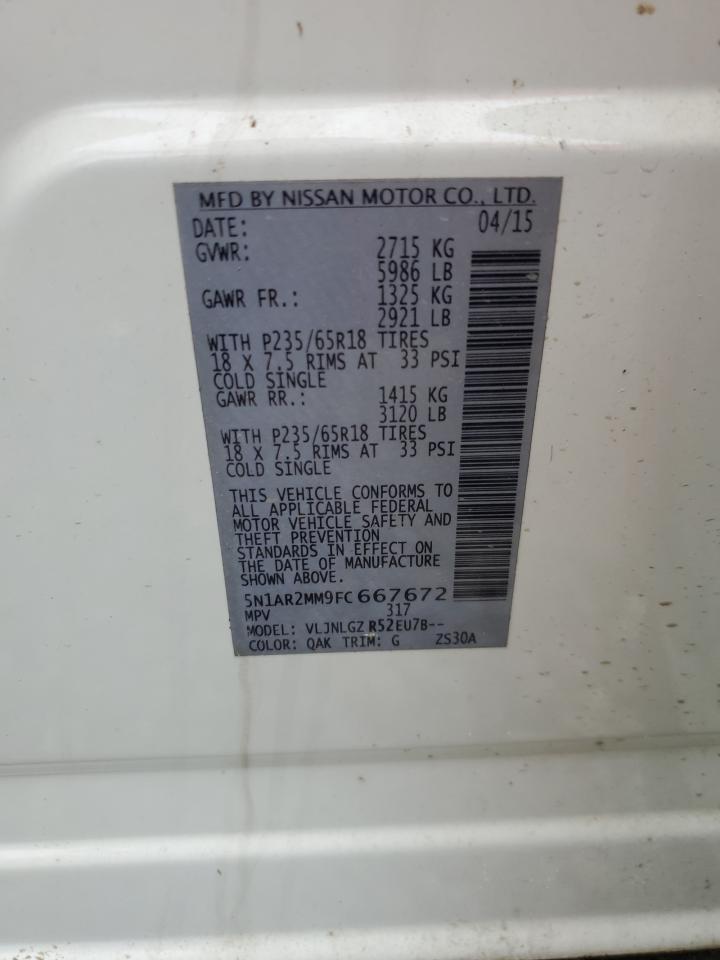 MFD BY NISSAN MOTOR CO., LTD.
DATE: 04/15
GVWR: 2715 KG
5986 LB
GAWR FR.: 1325 KG
2921 LB
WITH P235/65R18 TIRES
18 X 7.5 RIMS AT 33 PSI
COLD SINGLE
GAWR RR.: 1415 KG
3120 LB
WITH P235/65R18 TIRES
18 X 7.5 RIMS AT 33 PSI
COLD SINGLE
THIS VEHICLE CONFORMS TO
ALL APPLICABLE FEDERAL
MOTOR VEHICLE SAFETY AND
THEFT PREVENTION
STANDARDS IN EFFECT ON
THE DATE OF MANUFACTURE
SHOWN ABOVE.
5N1AR2MM9FC667672
MPV 317
MODEL: VLJNLGZ R52EU7B--
COLOR: QAK TRIM: G ZS30A